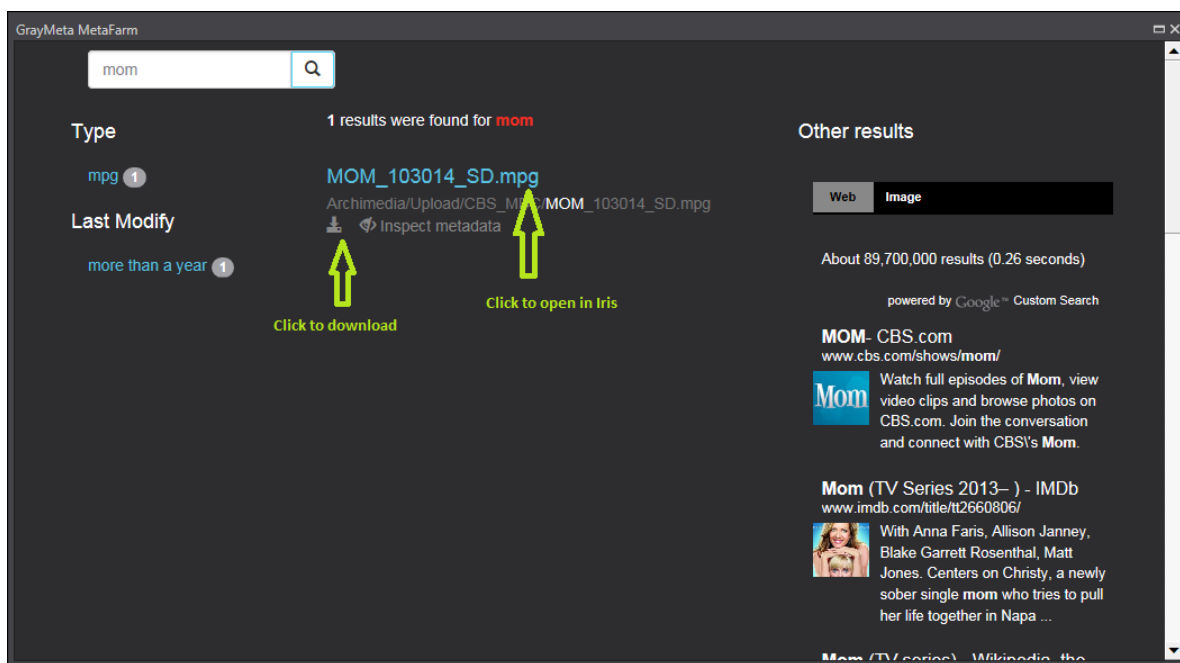 GrayMeta MetaFarm
mom
Type
mpg 1
Last Modify
more than a year 1
1 results were found for mom
MOM_103014_SD.mpg
Archimedia/Upload/CBS_M /MOM_103014_SD.mpg
Inspect metadata
Click to download
Click to open in Iris
Other results
Web Image
About 89,700,000 results (0.26 seconds)
powered by Google™ Custom Search
MOM- CBS.com
www.cbs.com/shows/mom/
Mom
Watch full episodes of Mom, view
video clips and browse photos on
CBS.com. Join the conversation
and connect with CBS\'s Mom.
Mom (TV Series 2013– ) - IMDb
www.imdb.com/title/tt2660806/
With Anna Faris, Allison Janney,
Blake Garrett Rosenthal, Matt
Jones. Centers on Christy, a newly
sober single mom who tries to pull
her life together in Napa ...
Mom (TV series) - Wikipedia, the